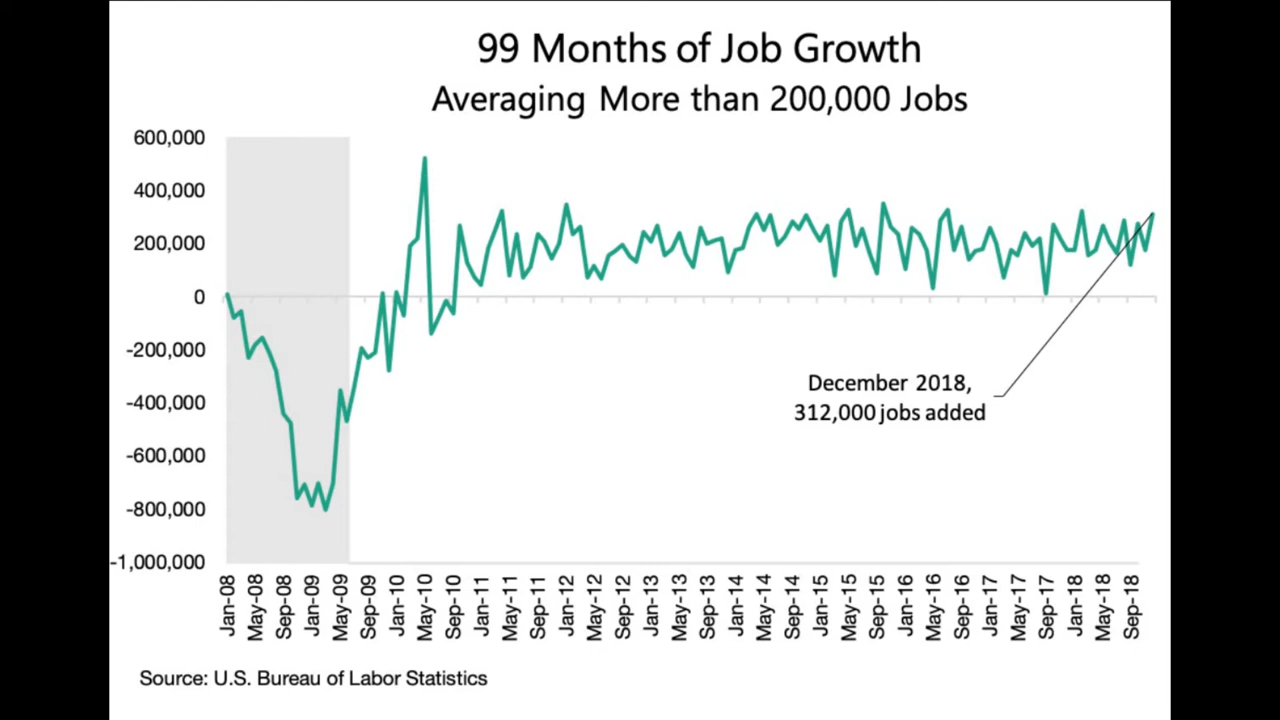 99 Months of Job Growth
Averaging More than 200,000 Jobs
600,000
400,000
200,000
0
-200,000
-400,000
-600,000
-800,000
-1,000,000
December 2018,
312,000 jobs added
Jan-08
May-08
Sep-08
Jan-09
May-09
Sep-09
Jan-10
May-10
Sep-10
Jan-11
May-11
Sep-11
Jan-12
May-12
Sep-12
Jan-13
May-13
Sep-13
Jan-14
May-14
Sep-14
Jan-15
May-15
Sep-15
Jan-16
May-16
Sep-16
Jan-17
May-17
Sep-17
Jan-18
May-18
Sep-18
Source: U.S. Bureau of Labor Statistics